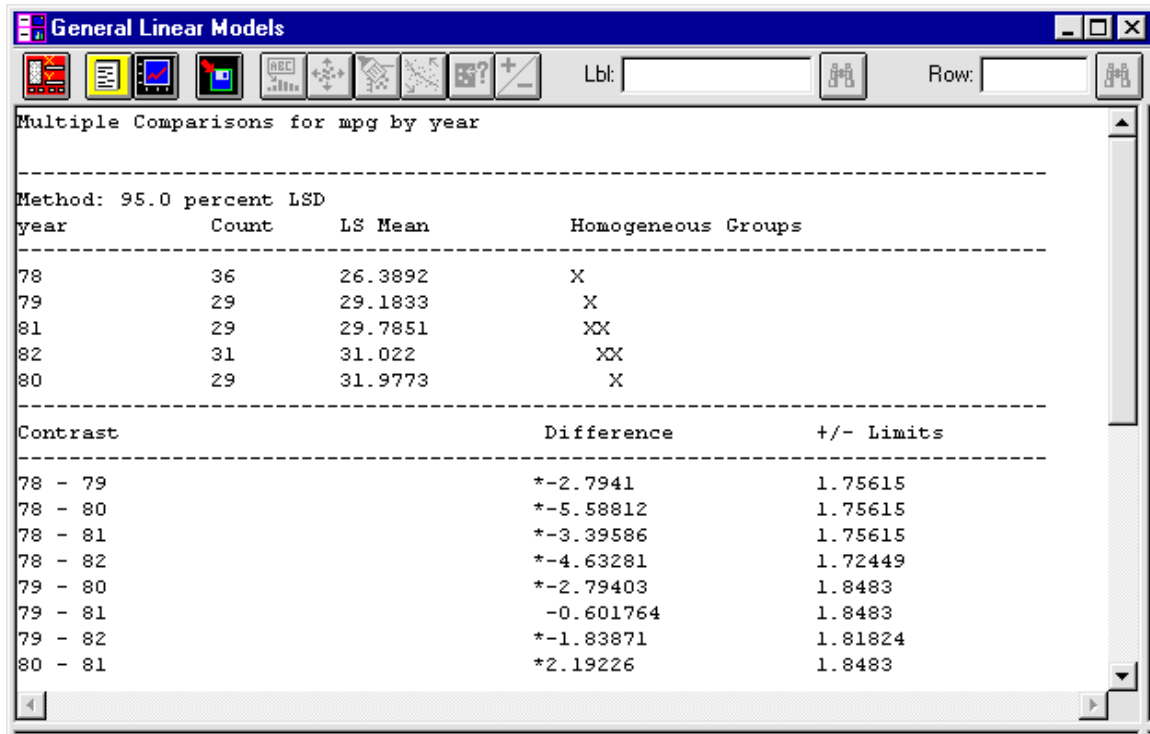 General Linear Models
ABC Lbl: Row:
Multiple Comparisons for mpg by year
--------------------------------------------------------------------------------
Method: 95.0 percent LSD
year Count LS Mean Homogeneous Groups
--------------------------------------------------------------------------------
78 36 26.3892 X
79 29 29.1833 X
81 29 29.7851 XX
82 31 31.022 XX
80 29 31.9773 X
--------------------------------------------------------------------------------
Contrast Difference +/- Limits
--------------------------------------------------------------------------------
78 - 79 *-2.7941 1.75615
78 - 80 *-5.58812 1.75615
78 - 81 *-3.39586 1.75615
78 - 82 *-4.63281 1.72449
79 - 80 *-2.79403 1.8483
79 - 81 -0.601764 1.8483
79 - 82 *-1.83871 1.81824
80 - 81 *2.19226 1.8483